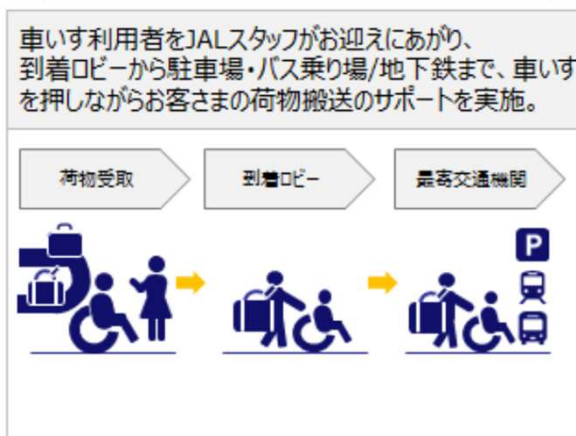 車いす利用者をJALスタッフがお迎えにあがり、
到着ロビーから駐車場・バス乗り場/地下鉄まで、車いす
を押しながらお客さまの荷物搬送のサポートを実施。
荷物受取
到着ロビー
最寄交通機関
P